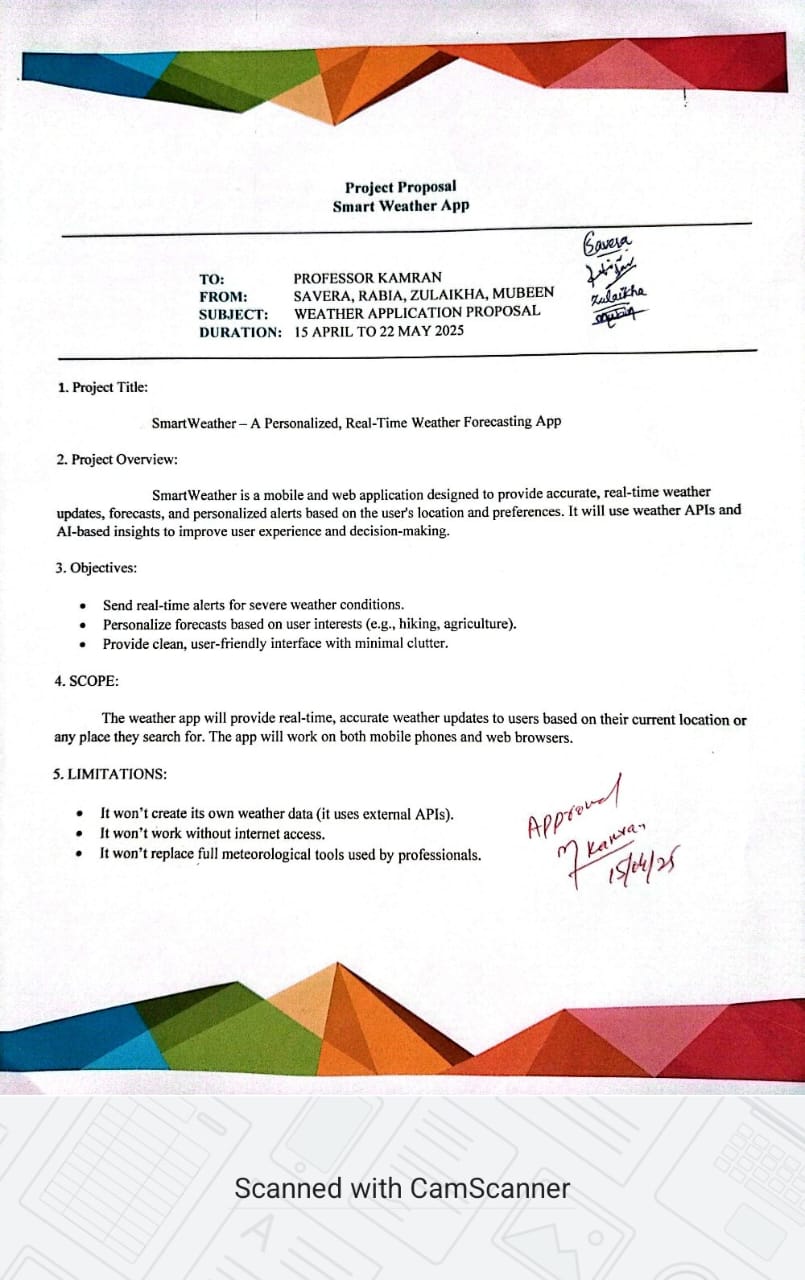 Project Proposal
Smart Weather App
Savera
Zulaikha
TO: PROFESSOR KAMRAN
FROM: SAVERA, RABIA, ZULAIKHA, MUBEEN
SUBJECT: WEATHER APPLICATION PROPOSAL
DURATION: 15 APRIL TO 22 MAY 2025
1. Project Title:
SmartWeather – A Personalized, Real-Time Weather Forecasting App
2. Project Overview:
SmartWeather is a mobile and web application designed to provide accurate, real-time weather
updates, forecasts, and personalized alerts based on the user's location and preferences. It will use weather APIs and
AI-based insights to improve user experience and decision-making.
3. Objectives:
• Send real-time alerts for severe weather conditions.
• Personalize forecasts based on user interests (e.g., hiking, agriculture).
• Provide clean, user-friendly interface with minimal clutter.
4. SCOPE:
The weather app will provide real-time, accurate weather updates to users based on their current location or
any place they search for. The app will work on both mobile phones and web browsers.
5. LIMITATIONS:
• It won't create its own weather data (it uses external APIs).
• It won't work without internet access.
• It won't replace full meteorological tools used by professionals.
Approved
M Kamran
15/04/25
Scanned with CamScanner